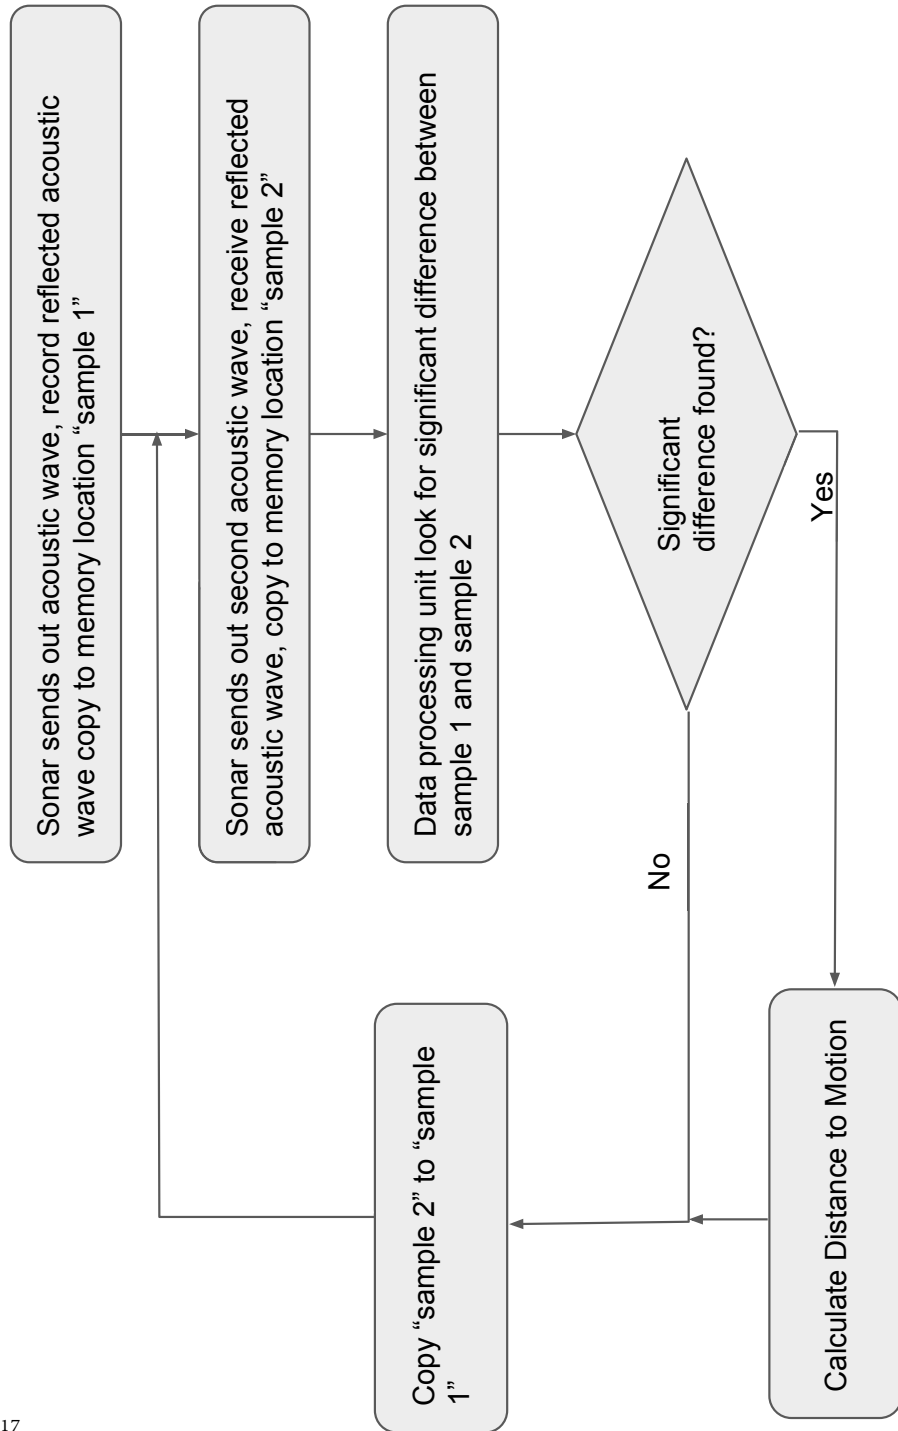 Sonar sends out acoustic wave, record reflected acoustic
wave copy to memory location “sample 1”
Sonar sends out second acoustic wave, receive reflected
acoustic wave, copy to memory location “sample 2”
Data processing unit look for significant difference between
sample 1 and sample 2
Significant
difference found?
No
Yes
Copy “sample 2” to “sample
1”
Calculate Distance to Motion
17